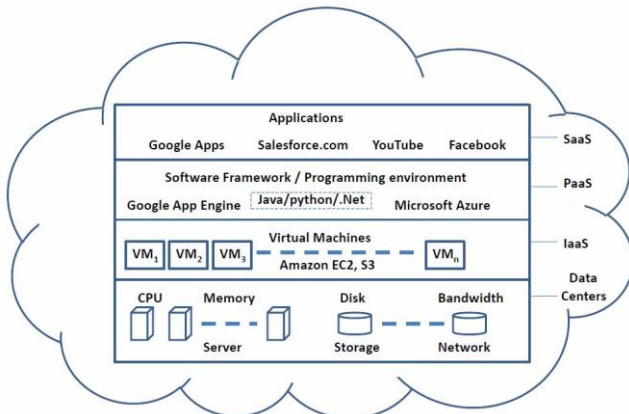 Applications
Google Apps Salesforce.com YouTube Facebook
SaaS
Software Framework / Programming environment
Google App Engine Java/python/.Net Microsoft Azure
PaaS
Virtual Machines
VM1 VM2 VM3 VMn
Amazon EC2, S3
IaaS
CPU Memory Disk Bandwidth
Server Storage Network
Data
Centers